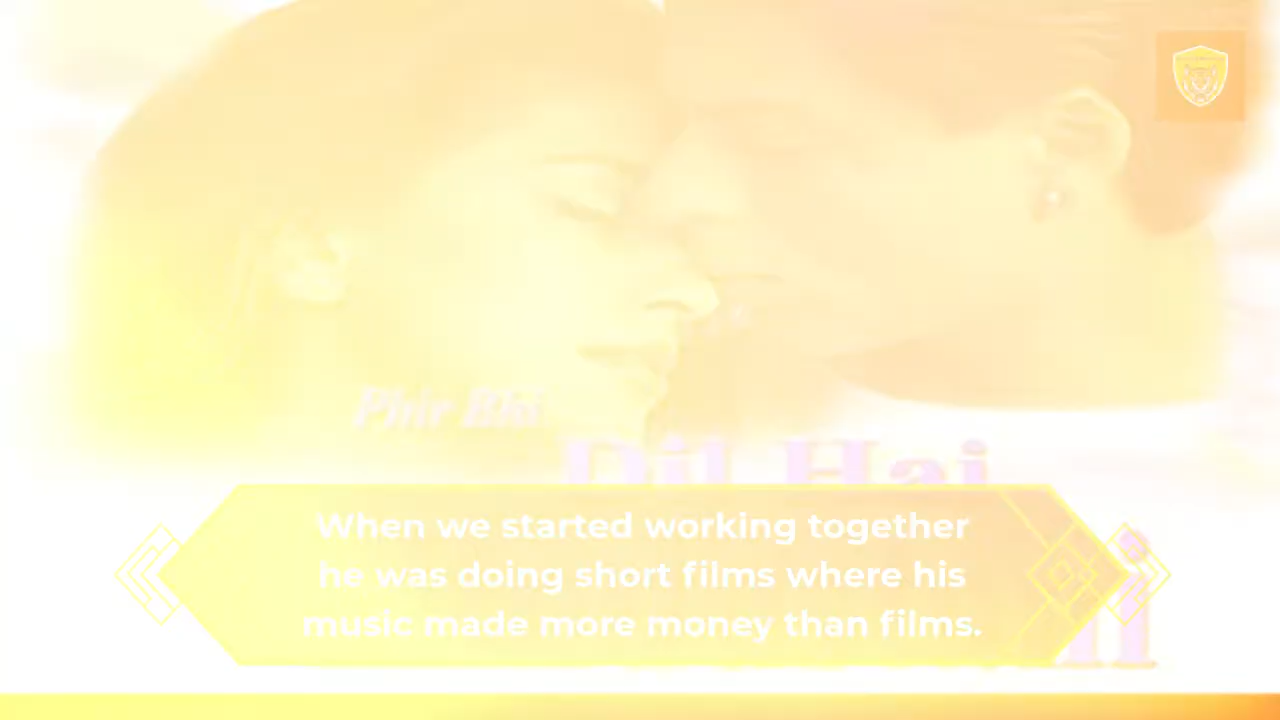 Phir Bhi
Dil Hai
When we started working together
he was doing short films where his
music made more money than films.